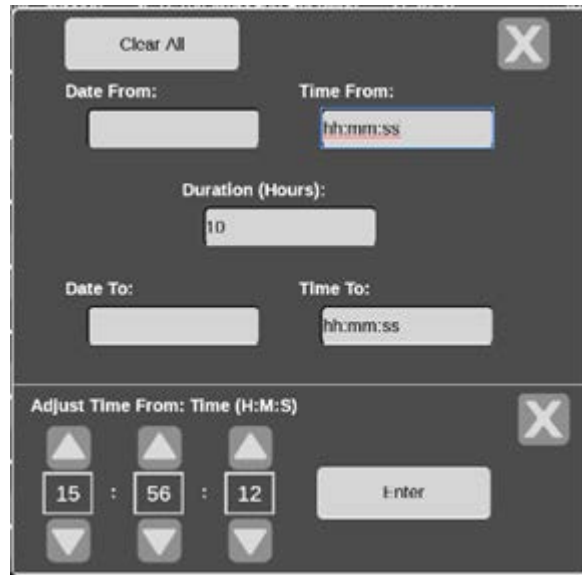 Clear All
X
Date From: Time From:
hh:mm:ss
Duration (Hours):
10
Date To: Time To:
hh:mm:ss
Adjust Time From: Time (H:M:S)
X
15 : 56 : 12
Enter